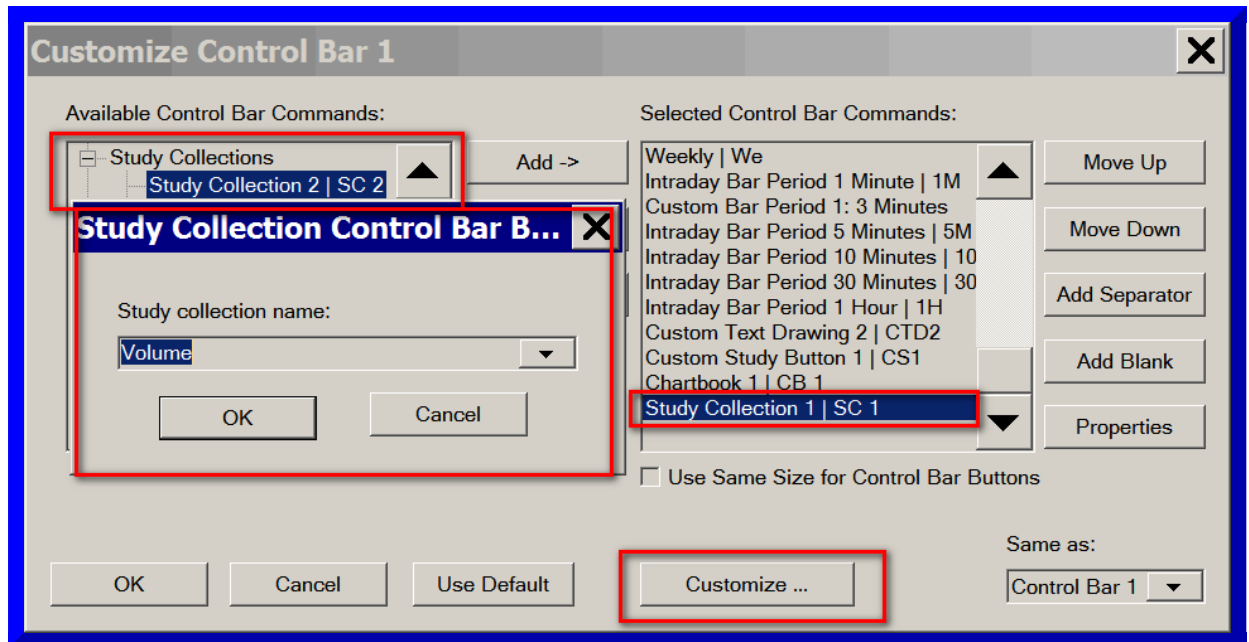 Customize Control Bar 1
Available Control Bar Commands:
Study Collections
Study Collection 2 | SC 2
Add ->
Study Collection Control Bar B...
Study collection name:
Volume
OK
Cancel
Selected Control Bar Commands:
Weekly | We
Intraday Bar Period 1 Minute | 1M
Custom Bar Period 1: 3 Minutes
Intraday Bar Period 5 Minutes | 5M
Intraday Bar Period 10 Minutes | 10
Intraday Bar Period 30 Minutes | 30
Intraday Bar Period 1 Hour | 1H
Custom Text Drawing 2 | CTD2
Custom Study Button 1 | CS1
Chartbook 1 | CB 1
Study Collection 1 | SC 1
Move Up
Move Down
Add Separator
Add Blank
Properties
Use Same Size for Control Bar Buttons
Same as:
OK
Cancel
Use Default
Customize ...
Control Bar 1